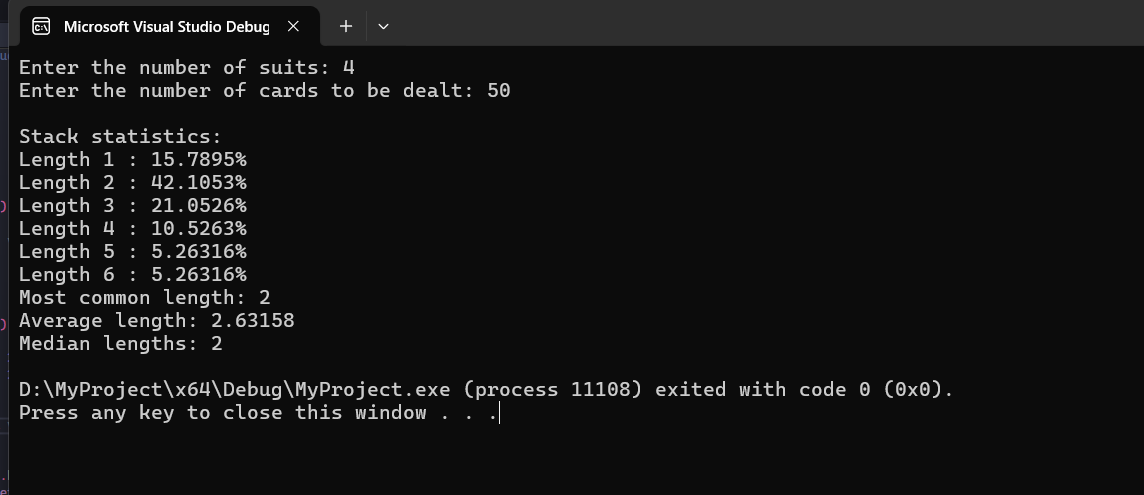 Microsoft Visual Studio Debug
Enter the number of suits: 4
Enter the number of cards to be dealt: 50
Stack statistics:
Length 1 : 15.7895%
Length 2 : 42.1053%
Length 3 : 21.0526%
Length 4 : 10.5263%
Length 5 : 5.26316%
Length 6 : 5.26316%
Most common length: 2
Average length: 2.63158
Median lengths: 2
D:\MyProject\x64\Debug\MyProject.exe (process 11108) exited with code 0 (0x0).
Press any key to close this window . . .